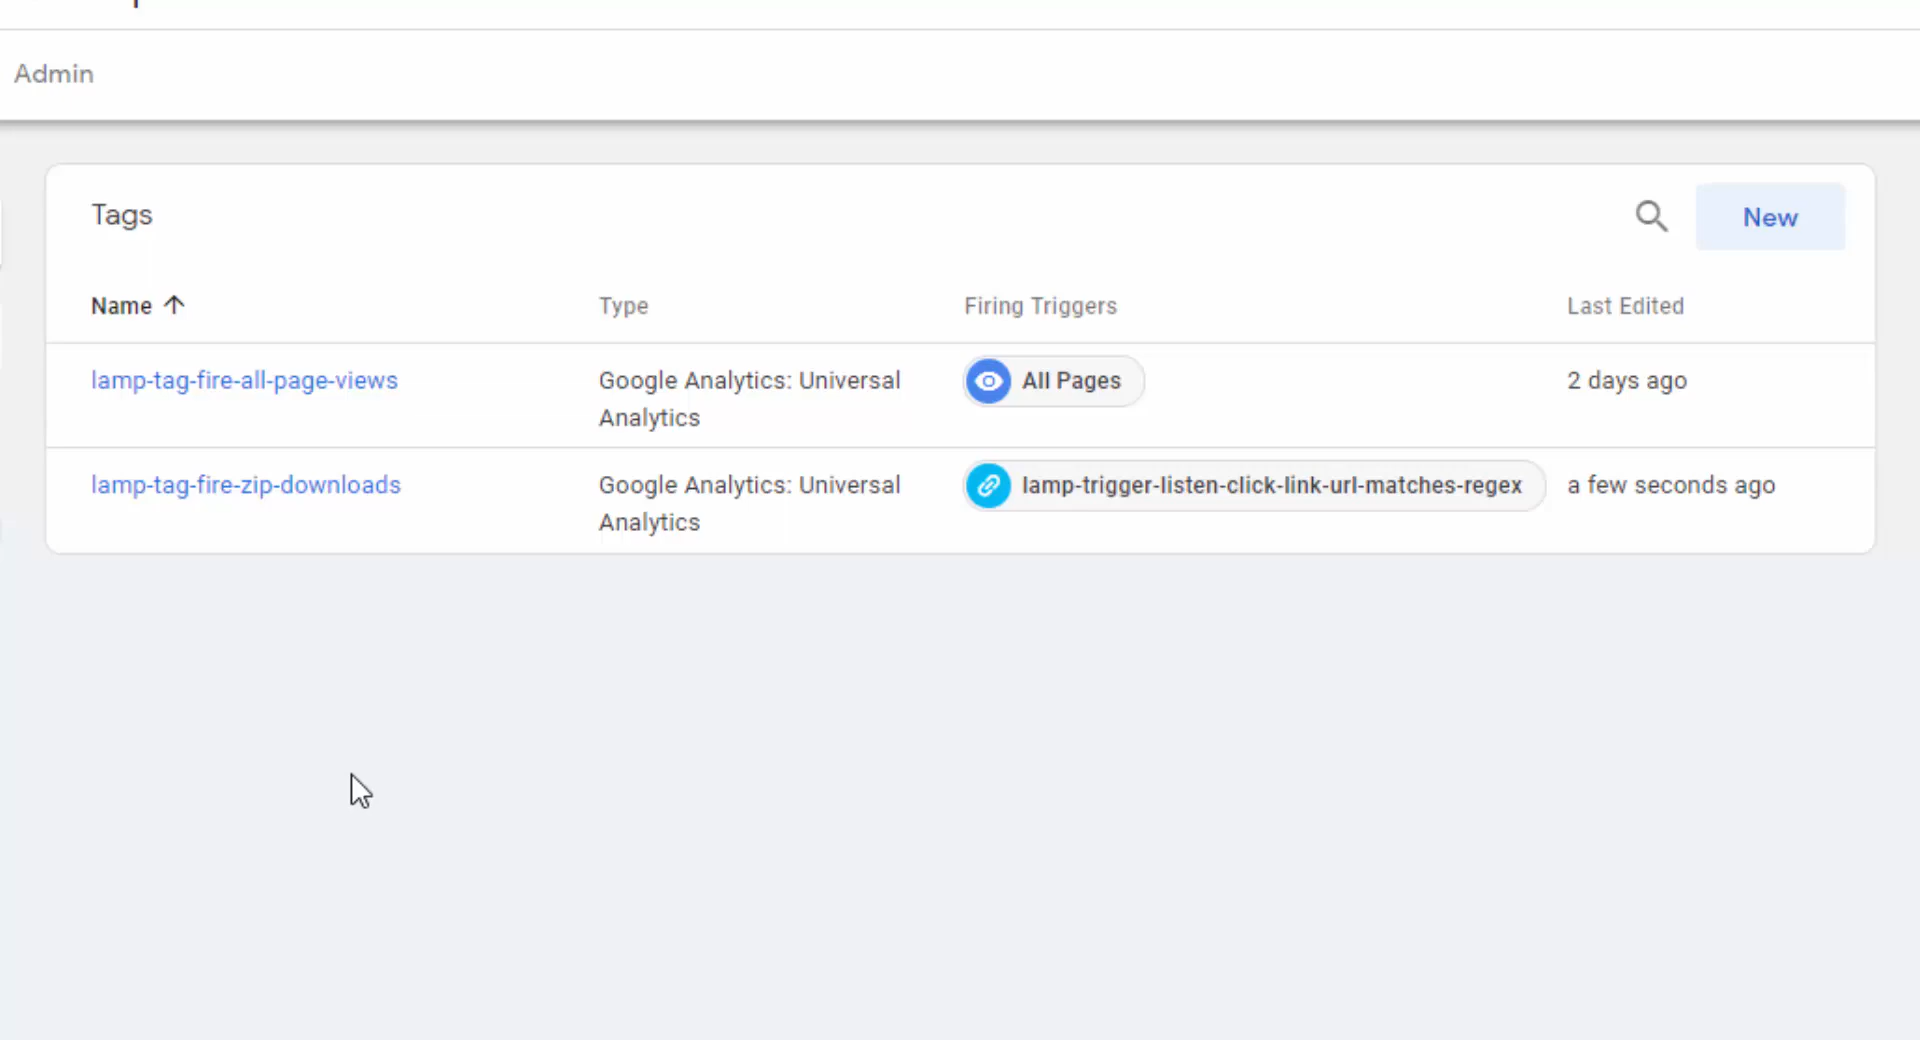 Admin
Tags
New
Name Type Firing Triggers Last Edited
lamp-tag-fire-all-page-views Google Analytics: Universal All Pages 2 days ago
Analytics
lamp-tag-fire-zip-downloads Google Analytics: Universal lamp-trigger-listen-click-link-url-matches-regex a few seconds ago
Analytics